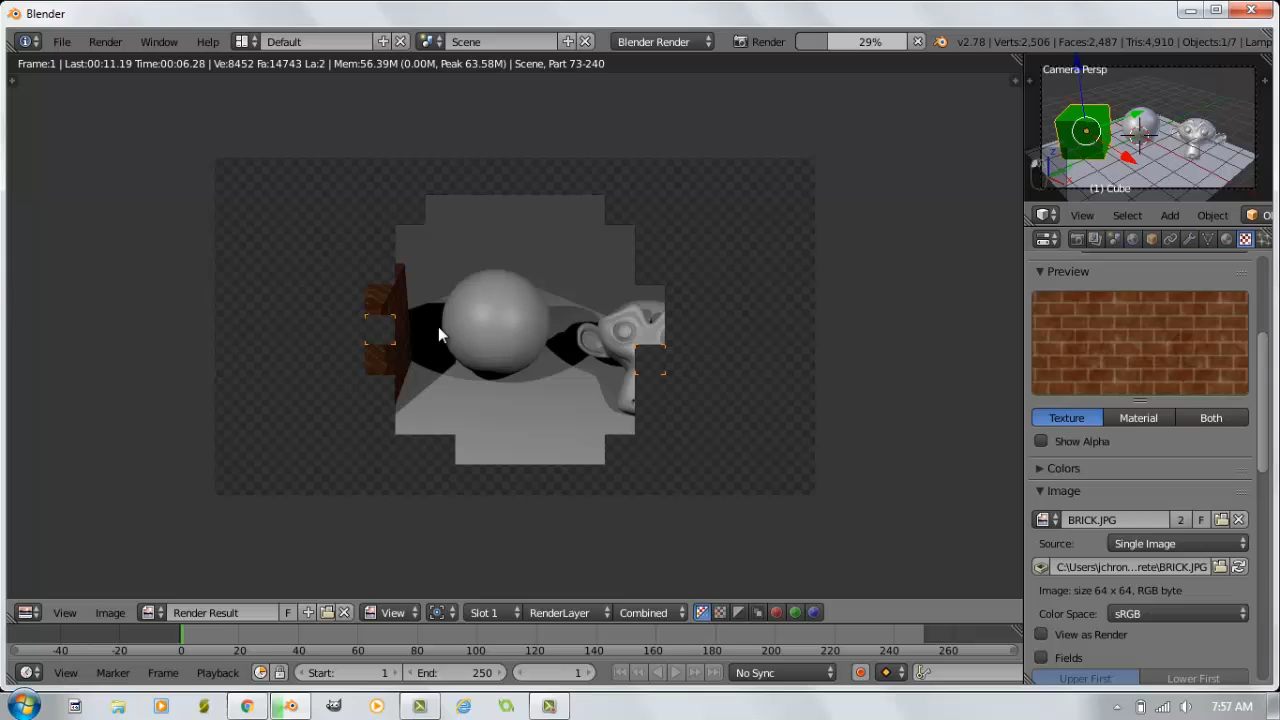 Blender
File Render Window Help Default Scene Blender Render Render 29% v2.78 | Verts:2,506 | Faces:2,487 | Tris:4,910 | Objects:1/7 | Lamp
Frame:1 | Last:00:11.19 Time:00:06.28 | Ve:8452 Fa:14743 La:2 | Mem:56.39M (0.00M, Peak 63.58M) | Scene, Part 73-240
Camera Persp
(1) Cube
View Select Add Object
Preview
Texture Material Both
Show Alpha
Colors
Image
BRICK.JPG 2 F
Source: Single Image
C:\Users\jchron...rete\BRICK.JPG
Image: size 64 x 64, RGB byte
Color Space: sRGB
View as Render
Fields
Upper First Lower First
View Image Render Result F View Slot 1 RenderLayer Combined
-40 -20 0 20 40 60 80 100 120 140 160 180 200 220 240 260
View Marker Frame Playback Start: 1 End: 250 1 No Sync
7:57 AM